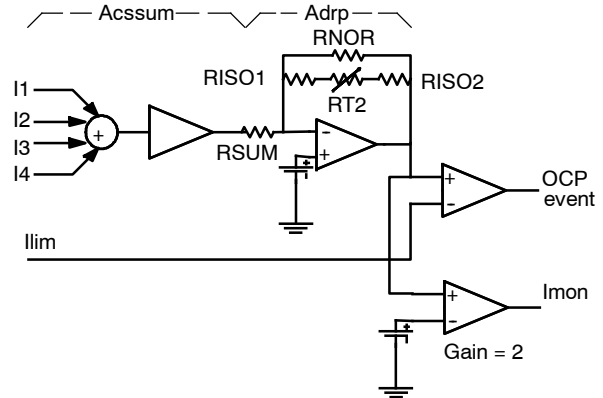 Acssum
Adrp
RNOR
RISO1
RISO2
RT2
I1
I2
I3
I4
+
RSUM
-
+
+
Ilim
+
-
OCP
event
+
-
Imon
+
Gain = 2